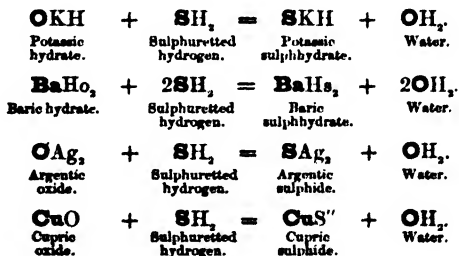 OKH + SH₂ = SKH + OH₂.
Potassic Sulphuretted Potassic Water.
hydrate. hydrogen. sulphhydrate.
BaHo₂ + 2SH₂ = BaHs₂ + 2OH₂.
Baric hydrate. Sulphuretted Baric Water.
hydrogen. sulphhydrate.
OAg₂ + SH₂ = SAg₂ + OH₂.
Argentic Sulphuretted Argentic Water.
oxide. hydrogen. sulphide.
CuO + SH₂ = CuS″ + OH₂.
Cupric Sulphuretted Cupric Water.
oxide. hydrogen. sulphide.